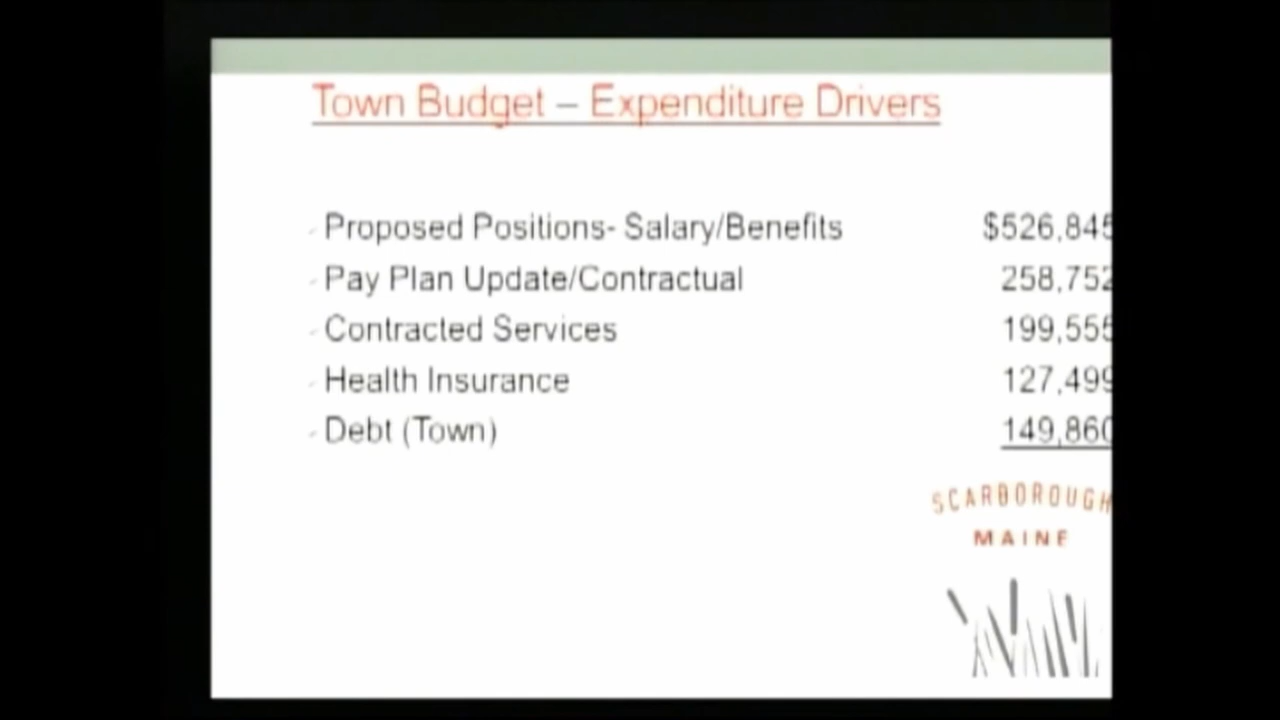 Town Budget – Expenditure Drivers
Proposed Positions- Salary/Benefits $526,845
Pay Plan Update/Contractual 258,752
Contracted Services 199,555
Health Insurance 127,499
Debt (Town) 149,860
SCARBOROUGH
MAINE